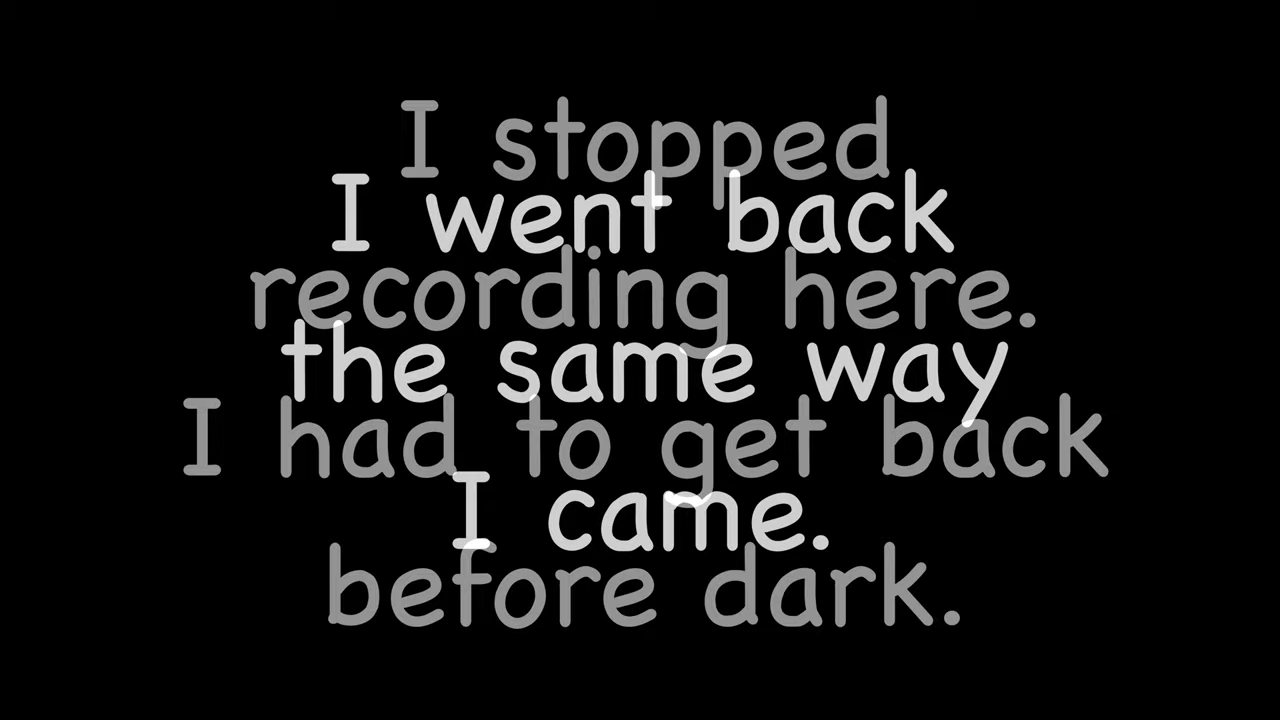 I stopped
I went back
recording here.
the same way
I had to get back
I came.
before dark.